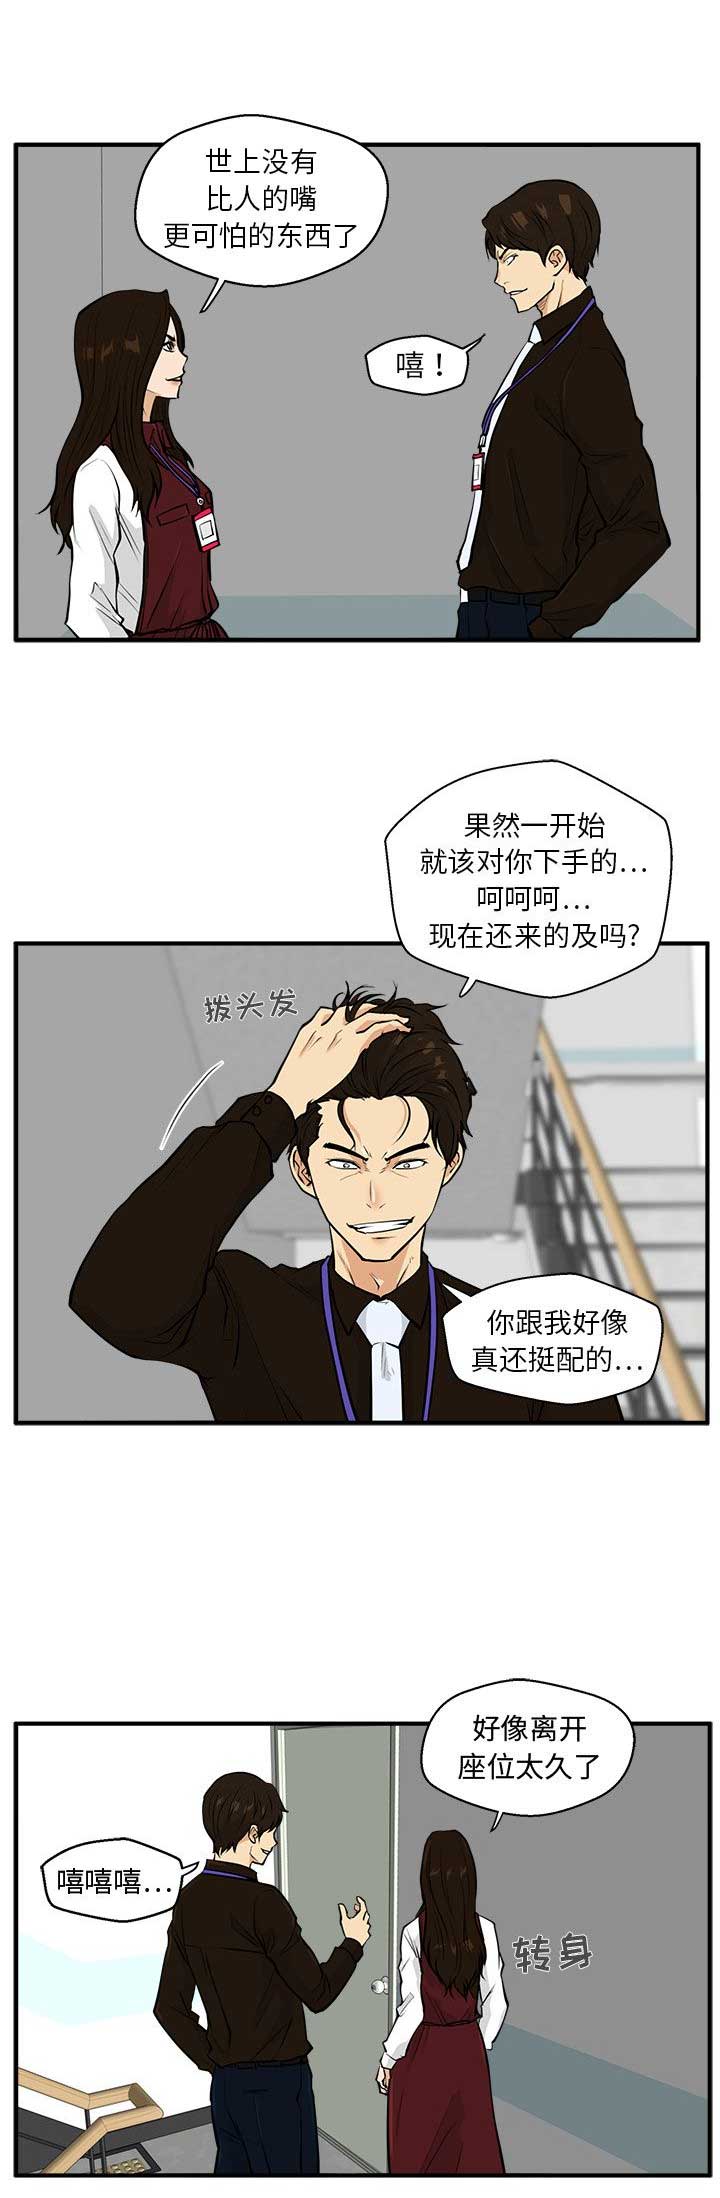 世上没有
比人的嘴
更可怕的东西了
嘻！
果然一开始
就该对你下手的...
呵呵呵...
现在还来的及吗?
拨头发
你跟我好像
真还挺配的...
好像离开
座位太久了
嘻嘻嘻...
转身